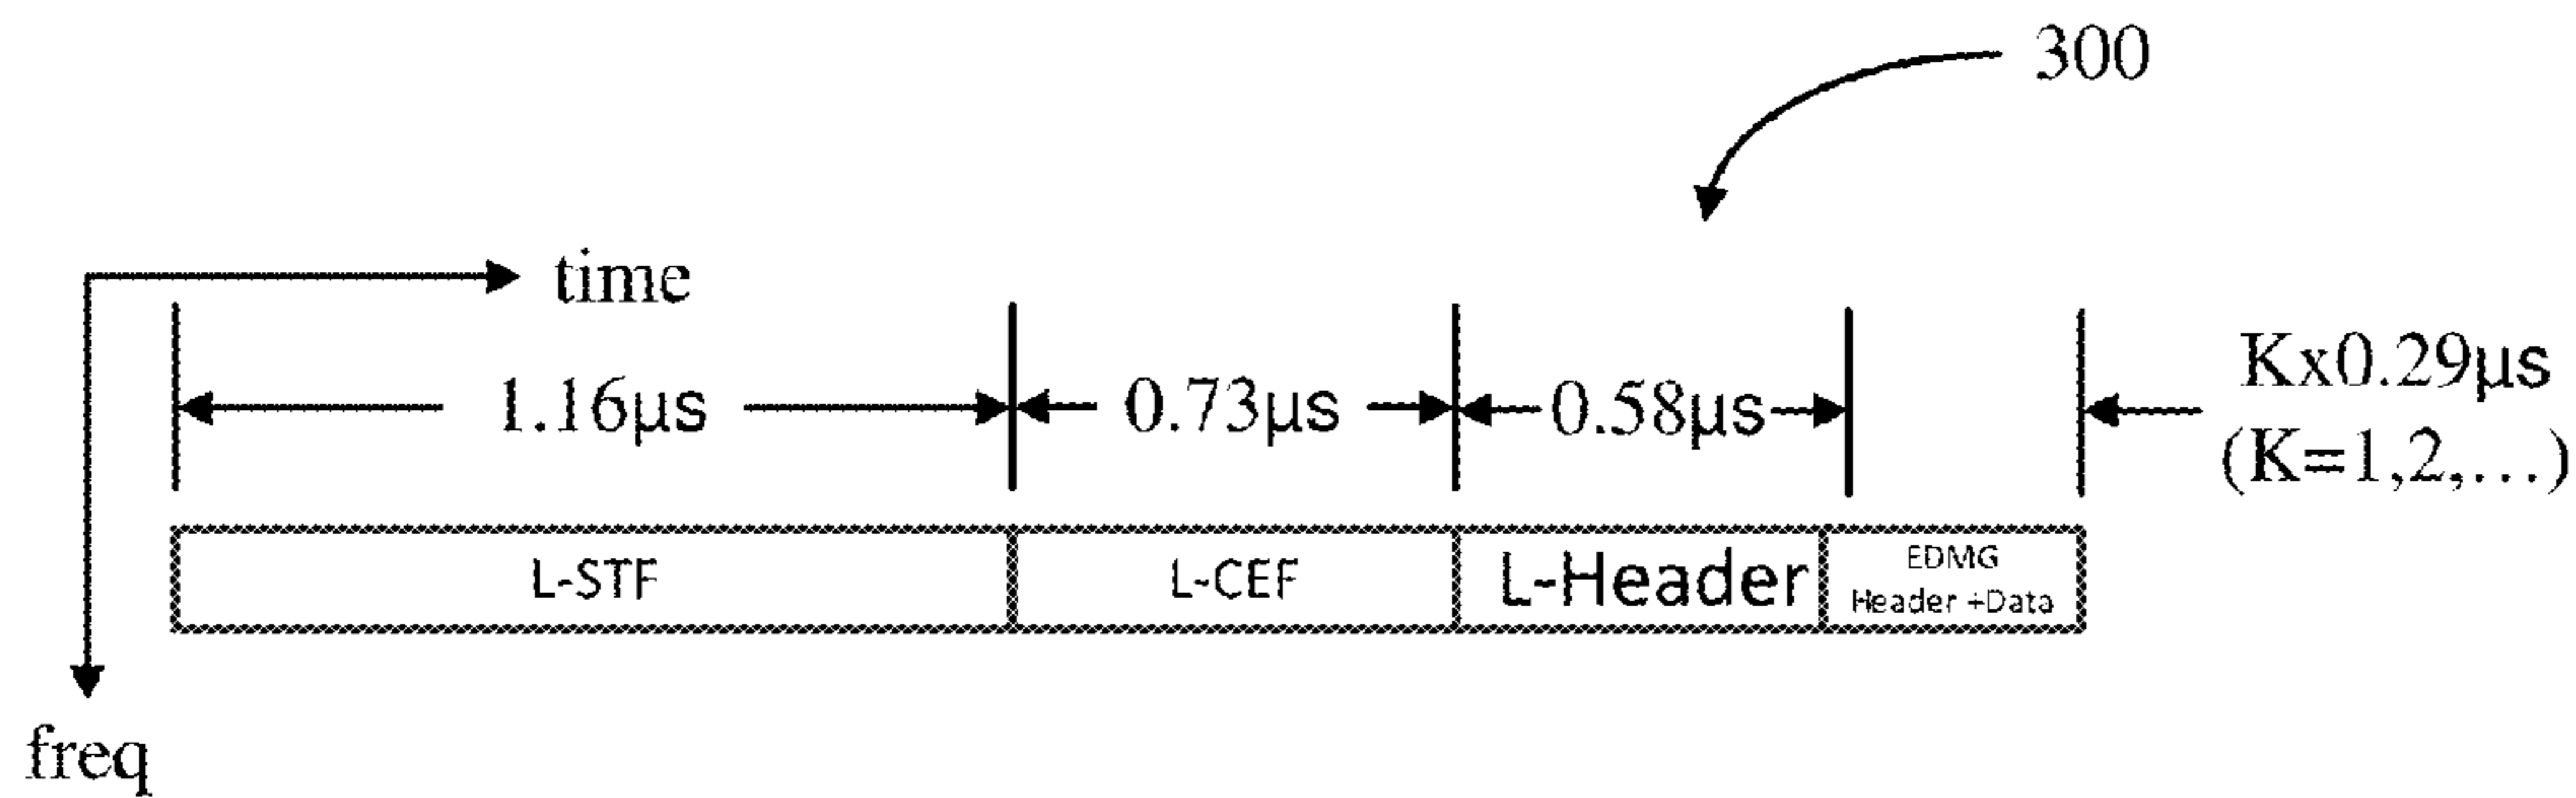 300
time
1.16µs
0.73µs
0.58µs
Kx0.29µs
(K=1,2,...)
L-STF
L-CEF
L-Header
EDMG
Header +Data
freq